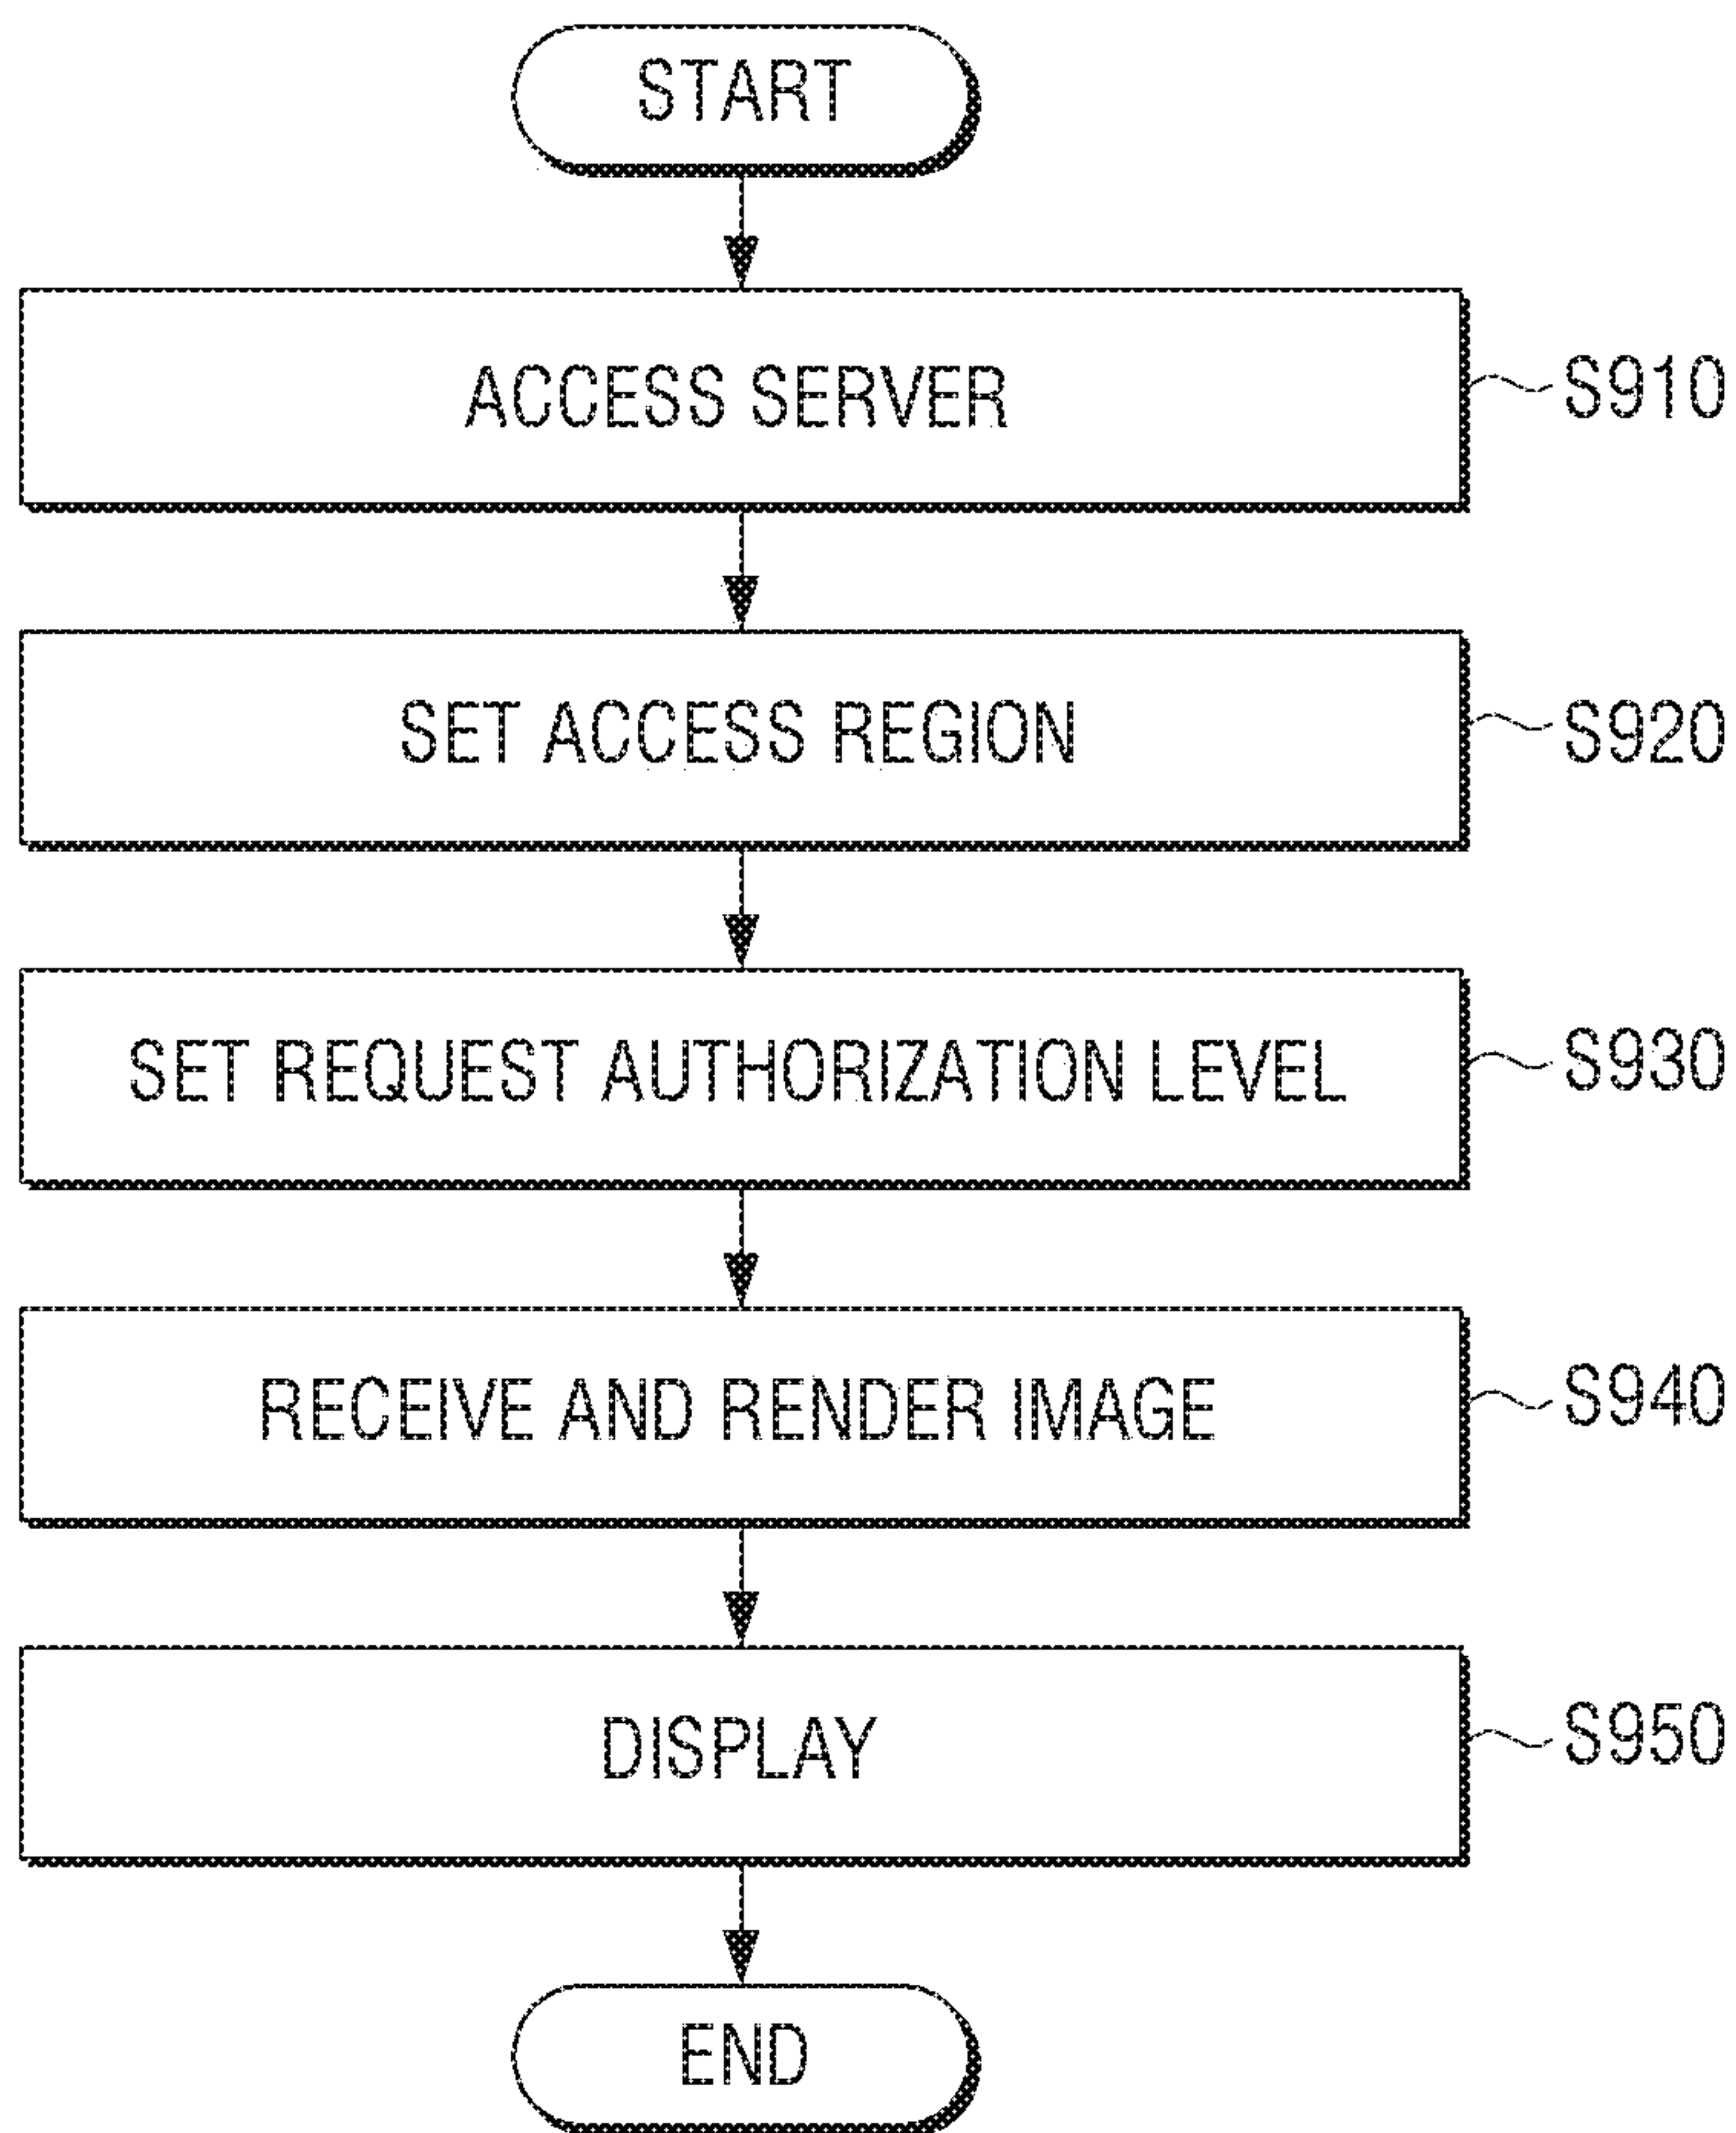 START
ACCESS SERVER
S910
SET ACCESS REGION
S920
SET REQUEST AUTHORIZATION LEVEL
S930
RECEIVE AND RENDER IMAGE
S940
DISPLAY
S950
END